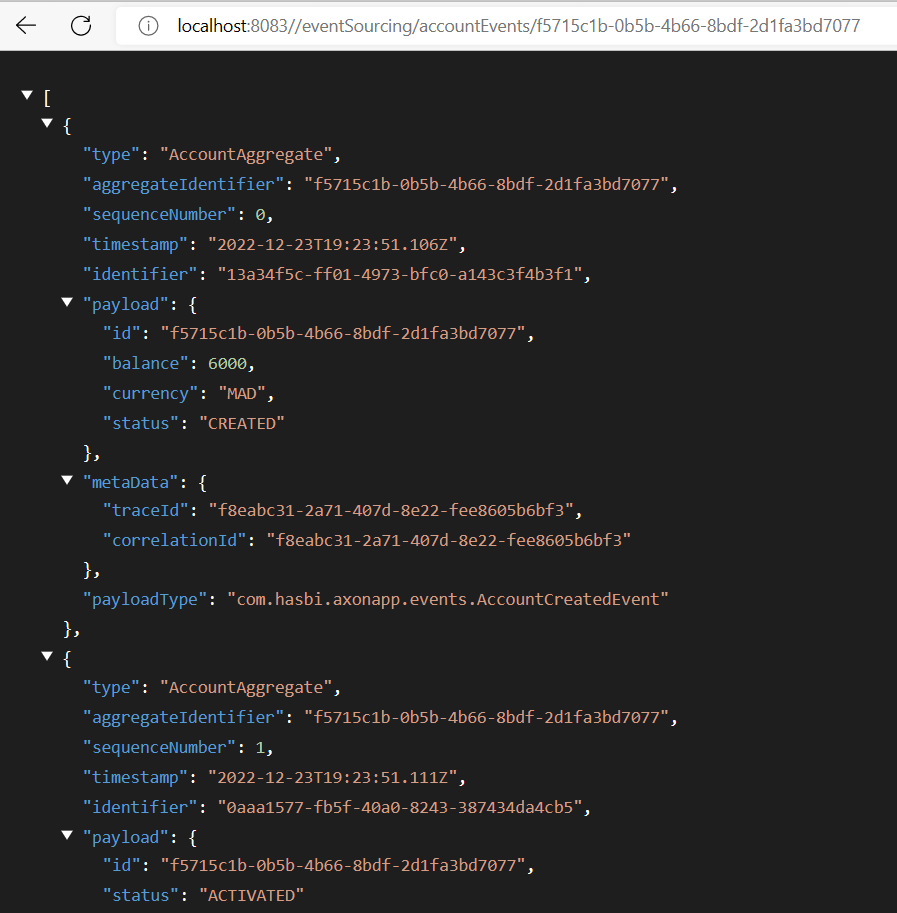 localhost:8083//eventSourcing/accountEvents/f5715c1b-0b5b-4b66-8bdf-2d1fa3bd7077
[
{
"type": "AccountAggregate",
"aggregateIdentifier": "f5715c1b-0b5b-4b66-8bdf-2d1fa3bd7077",
"sequenceNumber": 0,
"timestamp": "2022-12-23T19:23:51.106Z",
"identifier": "13a34f5c-ff01-4973-bfc0-a143c3f4b3f1",
"payload": {
"id": "f5715c1b-0b5b-4b66-8bdf-2d1fa3bd7077",
"balance": 6000,
"currency": "MAD",
"status": "CREATED"
},
"metaData": {
"traceId": "f8eabc31-2a71-407d-8e22-fee8605b6bf3",
"correlationId": "f8eabc31-2a71-407d-8e22-fee8605b6bf3"
},
"payloadType": "com.hasbi.axonapp.events.AccountCreatedEvent"
},
{
"type": "AccountAggregate",
"aggregateIdentifier": "f5715c1b-0b5b-4b66-8bdf-2d1fa3bd7077",
"sequenceNumber": 1,
"timestamp": "2022-12-23T19:23:51.111Z",
"identifier": "0aaa1577-fb5f-40a0-8243-387434da4cb5",
"payload": {
"id": "f5715c1b-0b5b-4b66-8bdf-2d1fa3bd7077",
"status": "ACTIVATED"